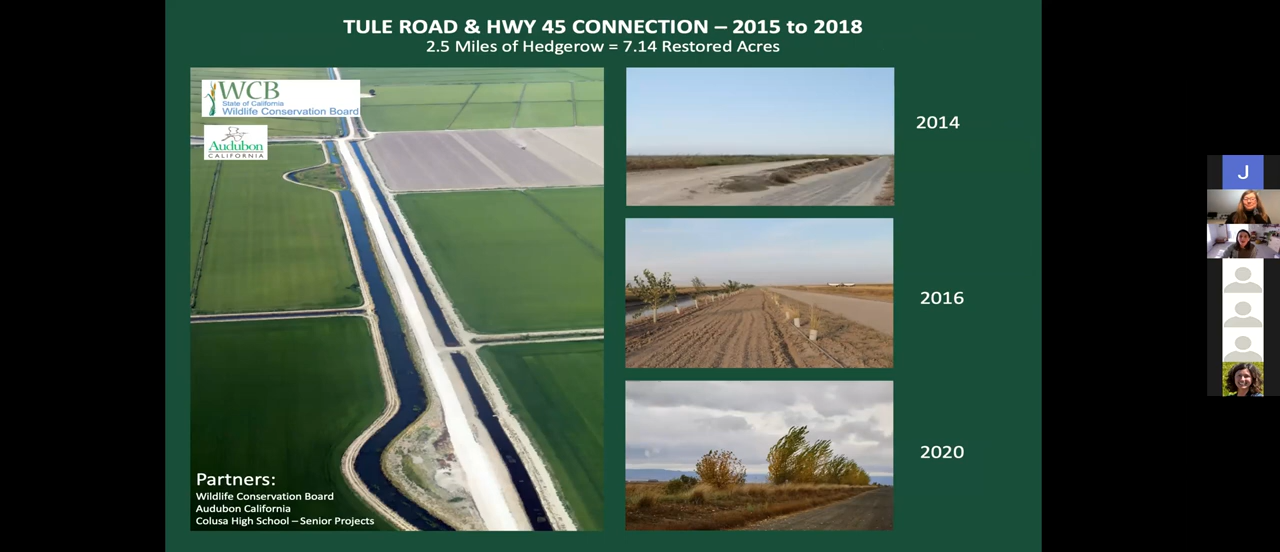 TULE ROAD & HWY 45 CONNECTION – 2015 to 2018
2.5 Miles of Hedgerow = 7.14 Restored Acres
WCB
State of California
Wildlife Conservation Board
Audubon
CALIFORNIA
2014
2016
2020
Partners:
Wildlife Conservation Board
Audubon California
Colusa High School – Senior Projects
J